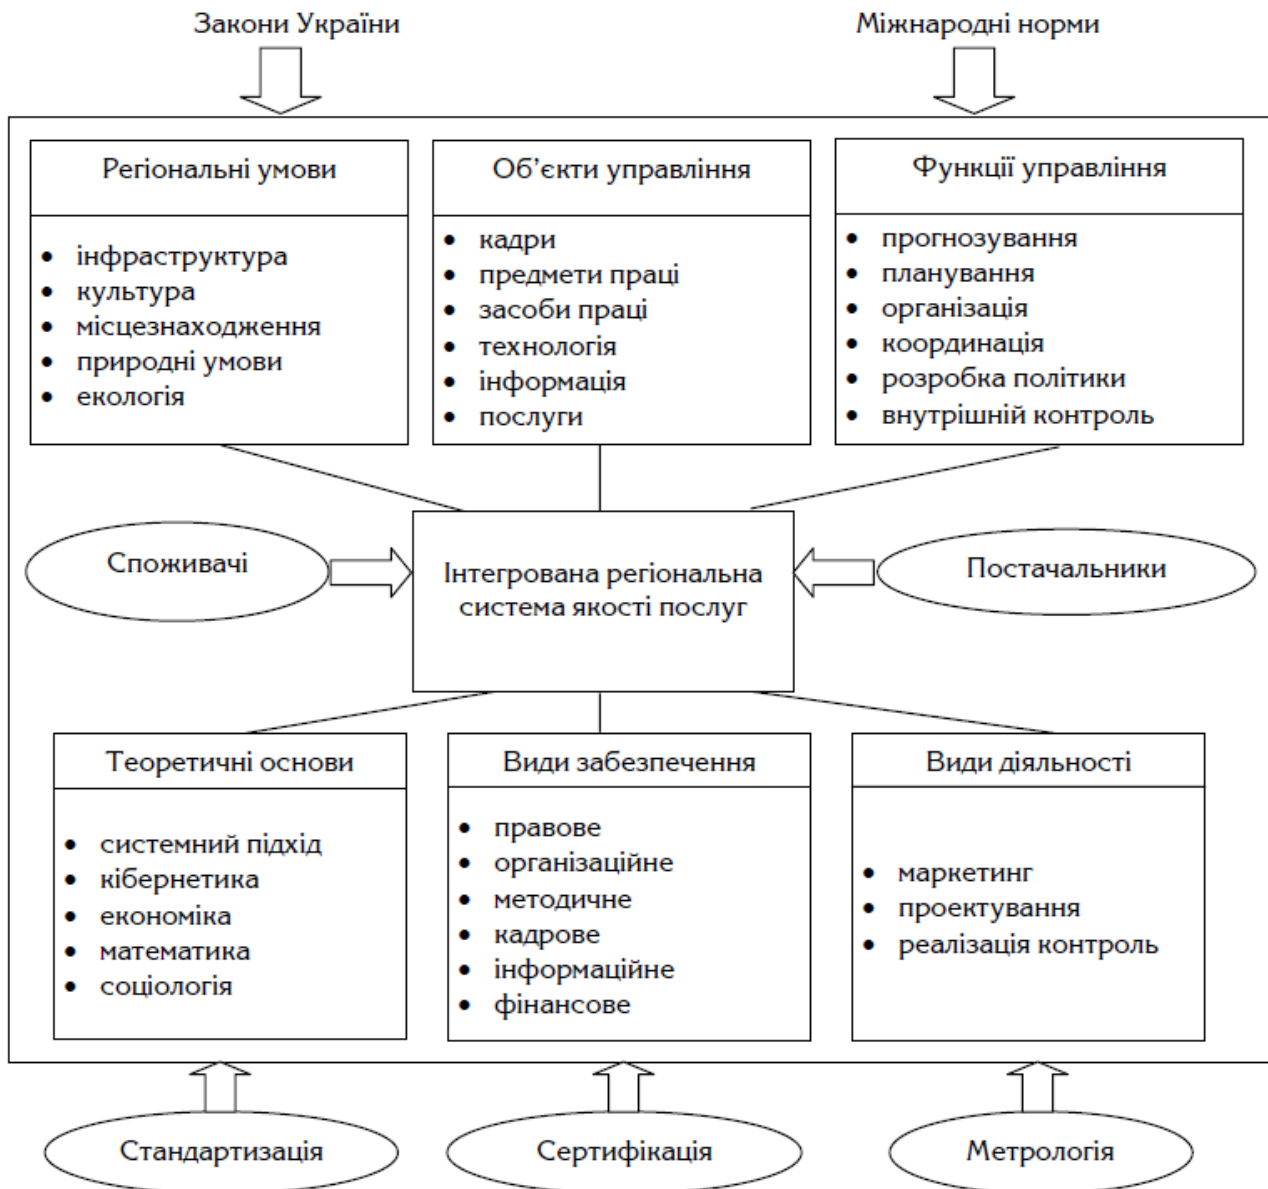 Закони України
Міжнародні норми
Регіональні умови
• інфраструктура
• культура
• місцезнаходження
• природні умови
• екологія
Об’єкти управління
• кадри
• предмети праці
• засоби праці
• технологія
• інформація
• послуги
Функції управління
• прогнозування
• планування
• організація
• координація
• розробка політики
• внутрішній контроль
Споживачі
Інтегрована регіональна
система якості послуг
Постачальники
Теоретичні основи
• системний підхід
• кібернетика
• економіка
• математика
• соціологія
Види забезпечення
• правове
• організаційне
• методичне
• кадрове
• інформаційне
• фінансове
Види діяльності
• маркетинг
• проектування
• реалізація контроль
Стандартизація
Сертифікація
Метрологія